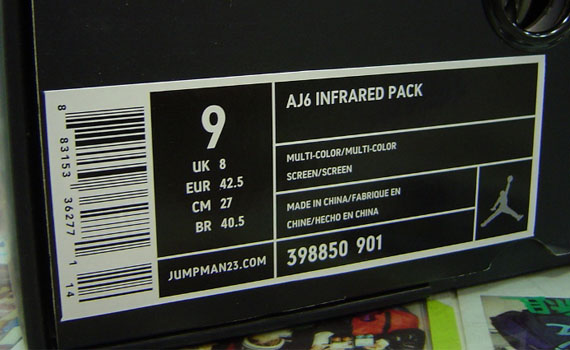 8
83153
36277
1
14
9
UK 8
EUR 42.5
CM 27
BR 40.5
JUMPMAN23.COM
AJ6 INFRARED PACK
MULTI-COLOR/MULTI-COLOR
SCREEN/SCREEN
MADE IN CHINA/FABRIQUE EN
CHINE/HECHO EN CHINA
398850 901